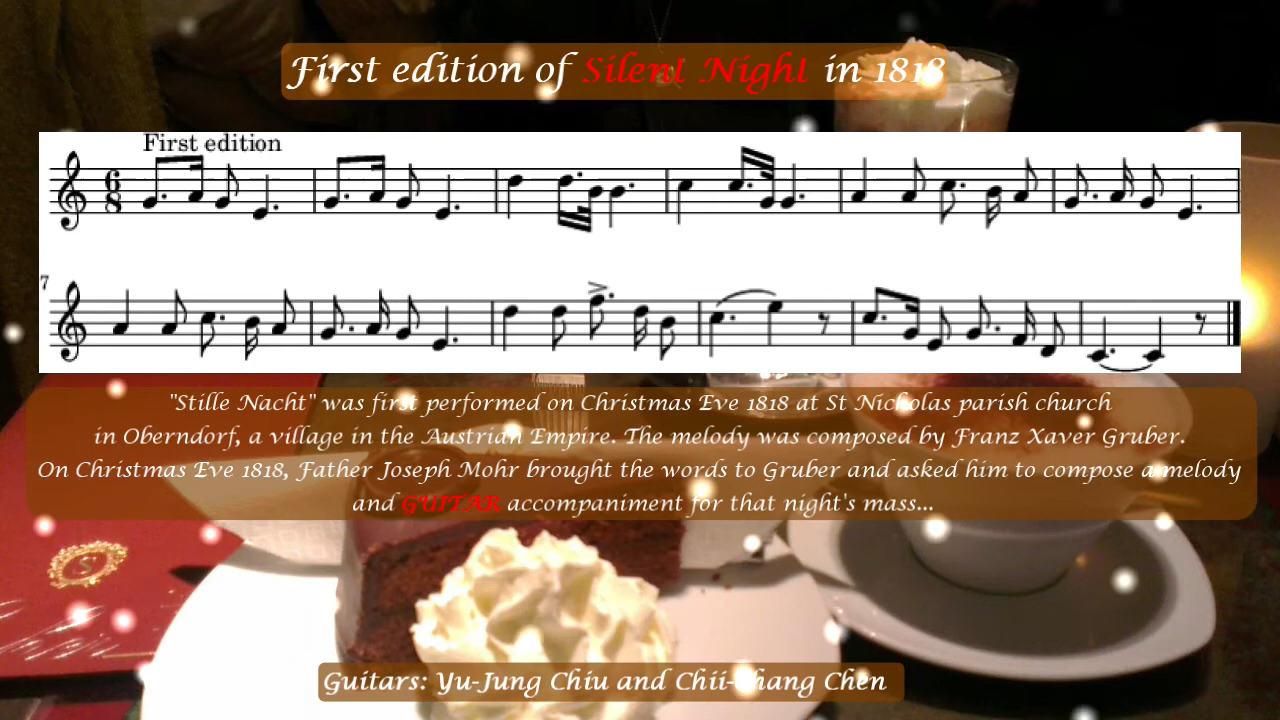 First edition of Silent Night in 1818
First edition
6
8
7
"Stille Nacht" was first performed on Christmas Eve 1818 at St Nicholas parish church
in Oberndorf, a village in the Austrian Empire. The melody was composed by Franz Xaver Gruber.
On Christmas Eve 1818, Father Joseph Mohr brought the words to Gruber and asked him to compose a melody
and GUITAR accompaniment for that night's mass...
S
Guitars: Yu-Jung Chiu and Chii-Chang Chen